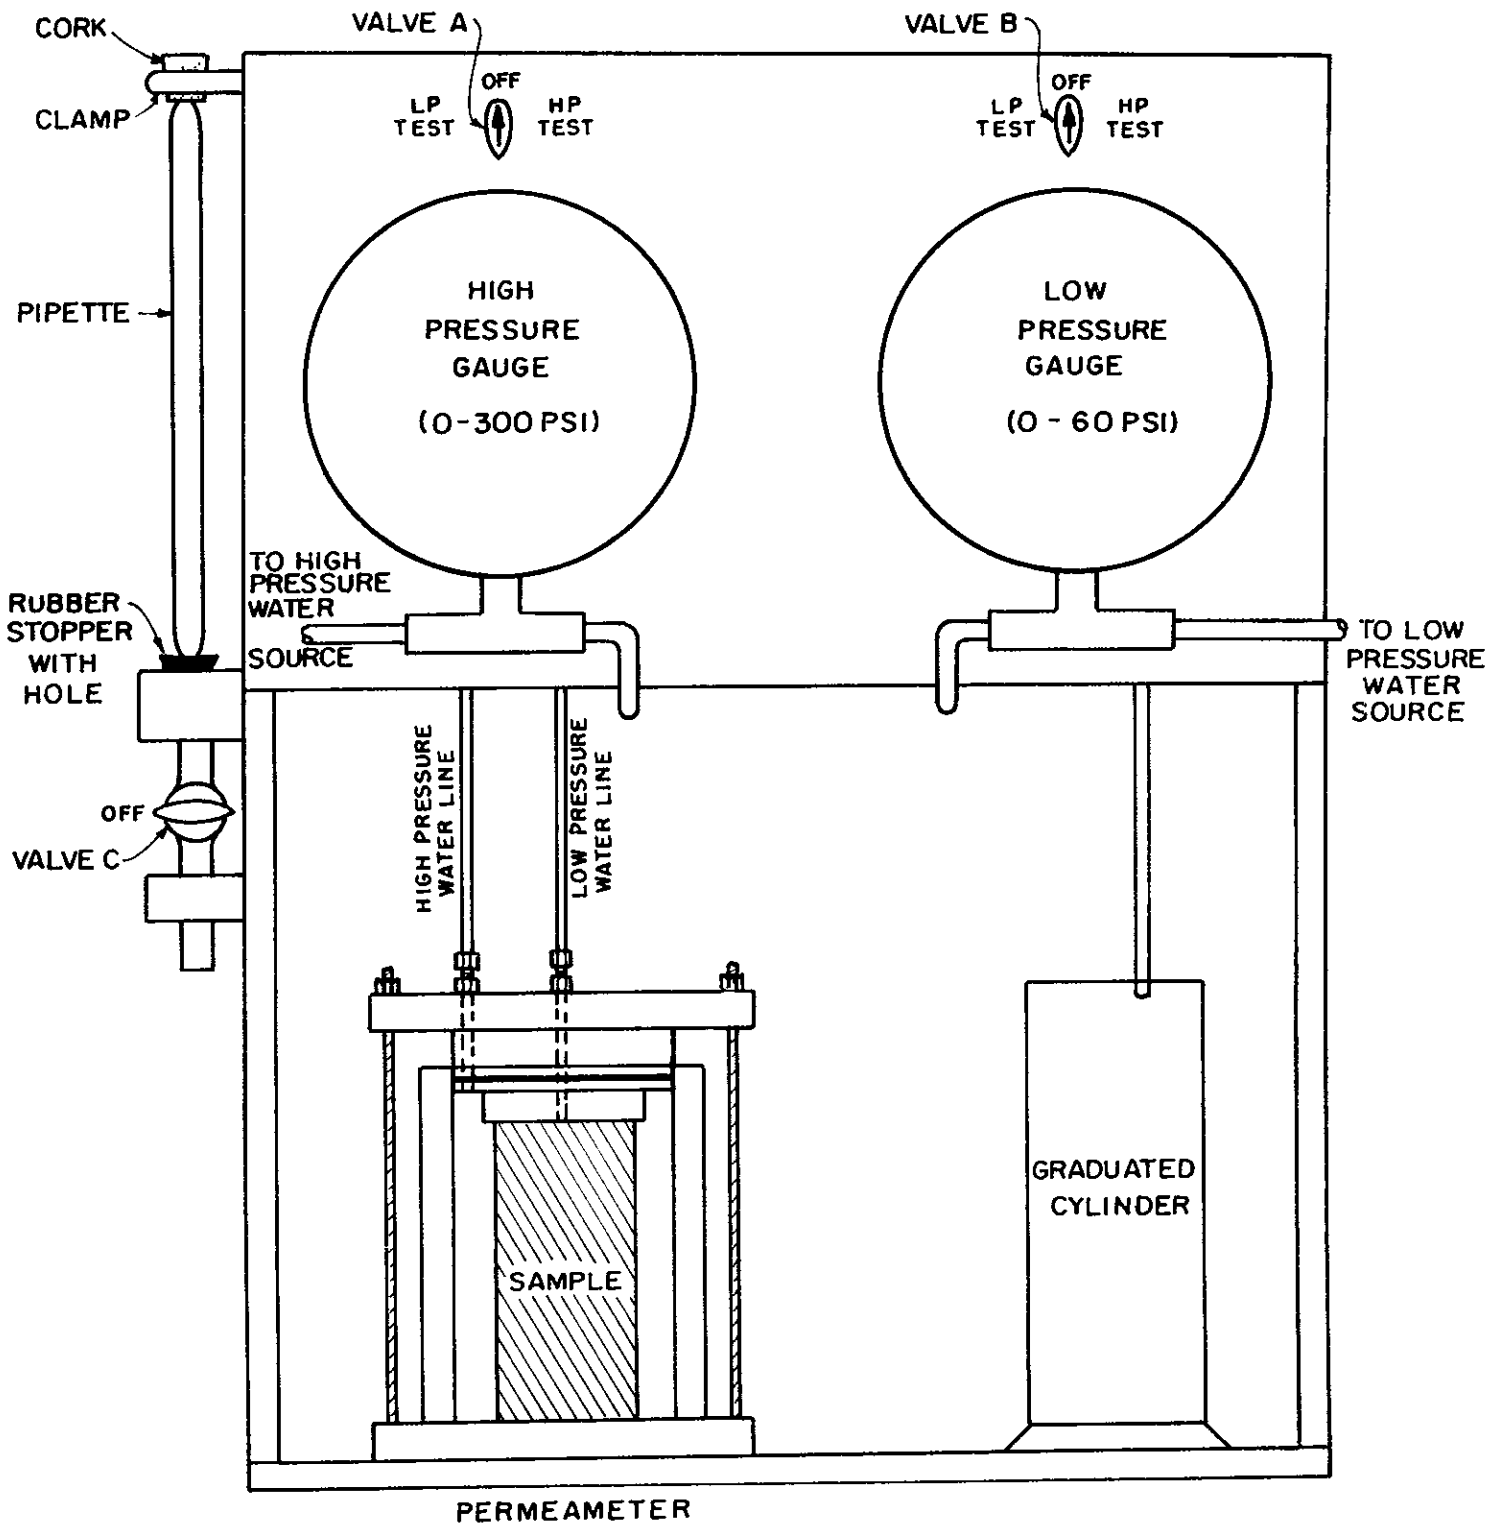 CORK
CLAMP
PIPETTE
RUBBER
STOPPER
WITH
HOLE
OFF
VALVE C
VALVE A
OFF
LP
TEST
HP
TEST
VALVE B
OFF
LP
TEST
HP
TEST
HIGH
PRESSURE
GAUGE
(0-300 PSI)
LOW
PRESSURE
GAUGE
(0 - 60 PSI)
TO HIGH
PRESSURE
WATER
SOURCE
TO LOW
PRESSURE
WATER
SOURCE
HIGH PRESSURE
WATER LINE
LOW PRESSURE
WATER LINE
SAMPLE
GRADUATED
CYLINDER
PERMEAMETER